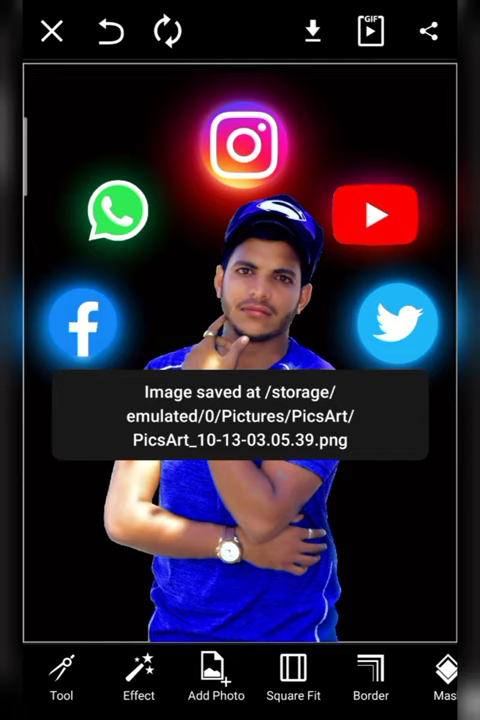 GIF
Image saved at /storage/
emulated/0/Pictures/PicsArt/
PicsArt_10-13-03.05.39.png
Tool Effect Add Photo Square Fit Border Mas